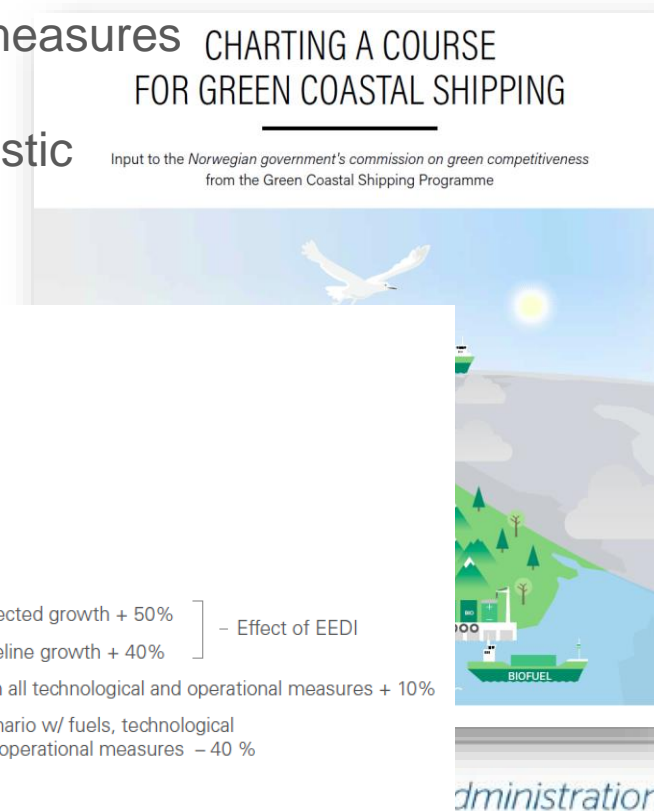 measures
stic
CHARTING A COURSE
FOR GREEN COASTAL SHIPPING
Input to the Norwegian government's commission on green competitiveness
from the Green Coastal Shipping Programme
ected growth + 50%
eline growth + 40%
– Effect of EEDI
all technological and operational measures + 10%
nario w/ fuels, technological
operational measures – 40 %
BIO
BIOFUEL
dministration